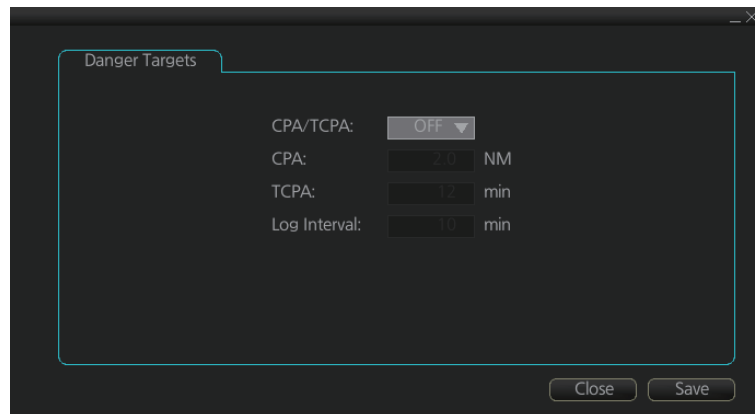 Danger Targets
CPA/TCPA: OFF
CPA: 2.0 NM
TCPA: 12 min
Log Interval: 10 min
Close Save